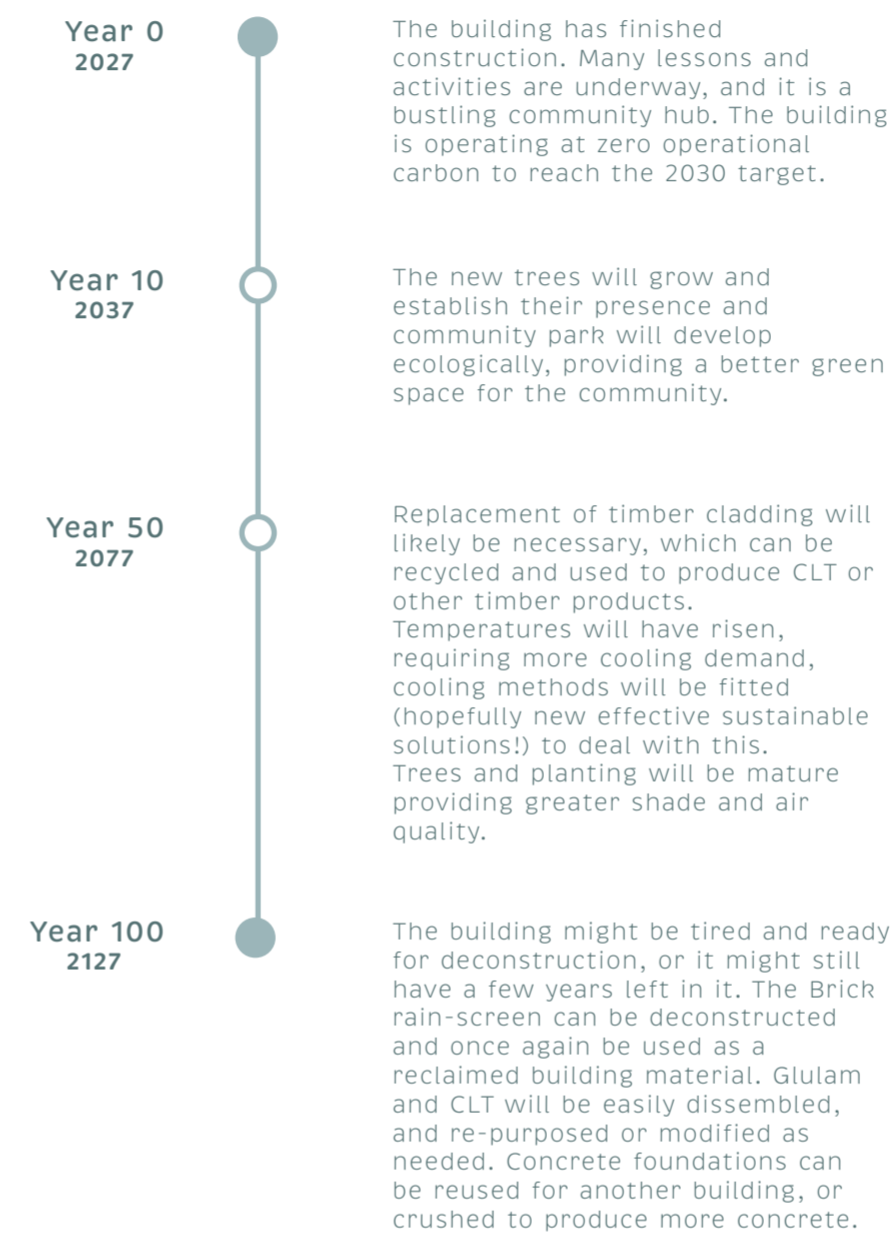 Year 0
2027
The building has finished
construction. Many lessons and
activities are underway, and it is a
bustling community hub. The building
is operating at zero operational
carbon to reach the 2030 target.
Year 10
2037
The new trees will grow and
establish their presence and
community park will develop
ecologically, providing a better green
space for the community.
Year 50
2077
Replacement of timber cladding will
likely be necessary, which can be
recycled and used to produce CLT or
other timber products.
Temperatures will have risen,
requiring more cooling demand,
cooling methods will be fitted
(hopefully new effective sustainable
solutions!) to deal with this.
Trees and planting will be mature
providing greater shade and air
quality.
Year 100
2127
The building might be tired and ready
for deconstruction, or it might still
have a few years left in it. The Brick
rain-screen can be deconstructed
and once again be used as a
reclaimed building material. Glulam
and CLT will be easily dissembled,
and re-purposed or modified as
needed. Concrete foundations can
be reused for another building, or
crushed to produce more concrete.